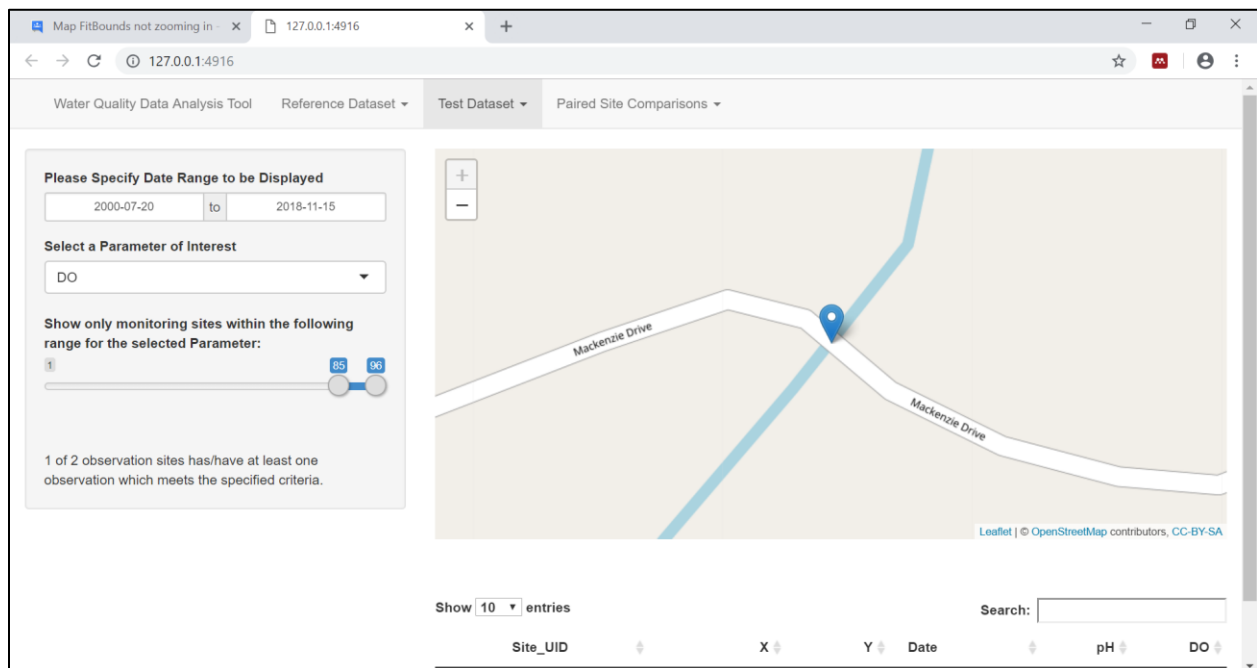 Map FitBounds not zooming in -
127.0.0.1:4916
127.0.0.1:4916
Water Quality Data Analysis Tool
Reference Dataset
Test Dataset
Paired Site Comparisons
Please Specify Date Range to be Displayed
2000-07-20 to 2018-11-15
Select a Parameter of Interest
DO
Show only monitoring sites within the following
range for the selected Parameter:
1 85 96
1 of 2 observation sites has/have at least one
observation which meets the specified criteria.
+
−
Mackenzie Drive
Mackenzie Drive
Leaflet | © OpenStreetMap contributors, CC-BY-SA
Show 10 entries
Search:
Site_UID X Y Date pH DO